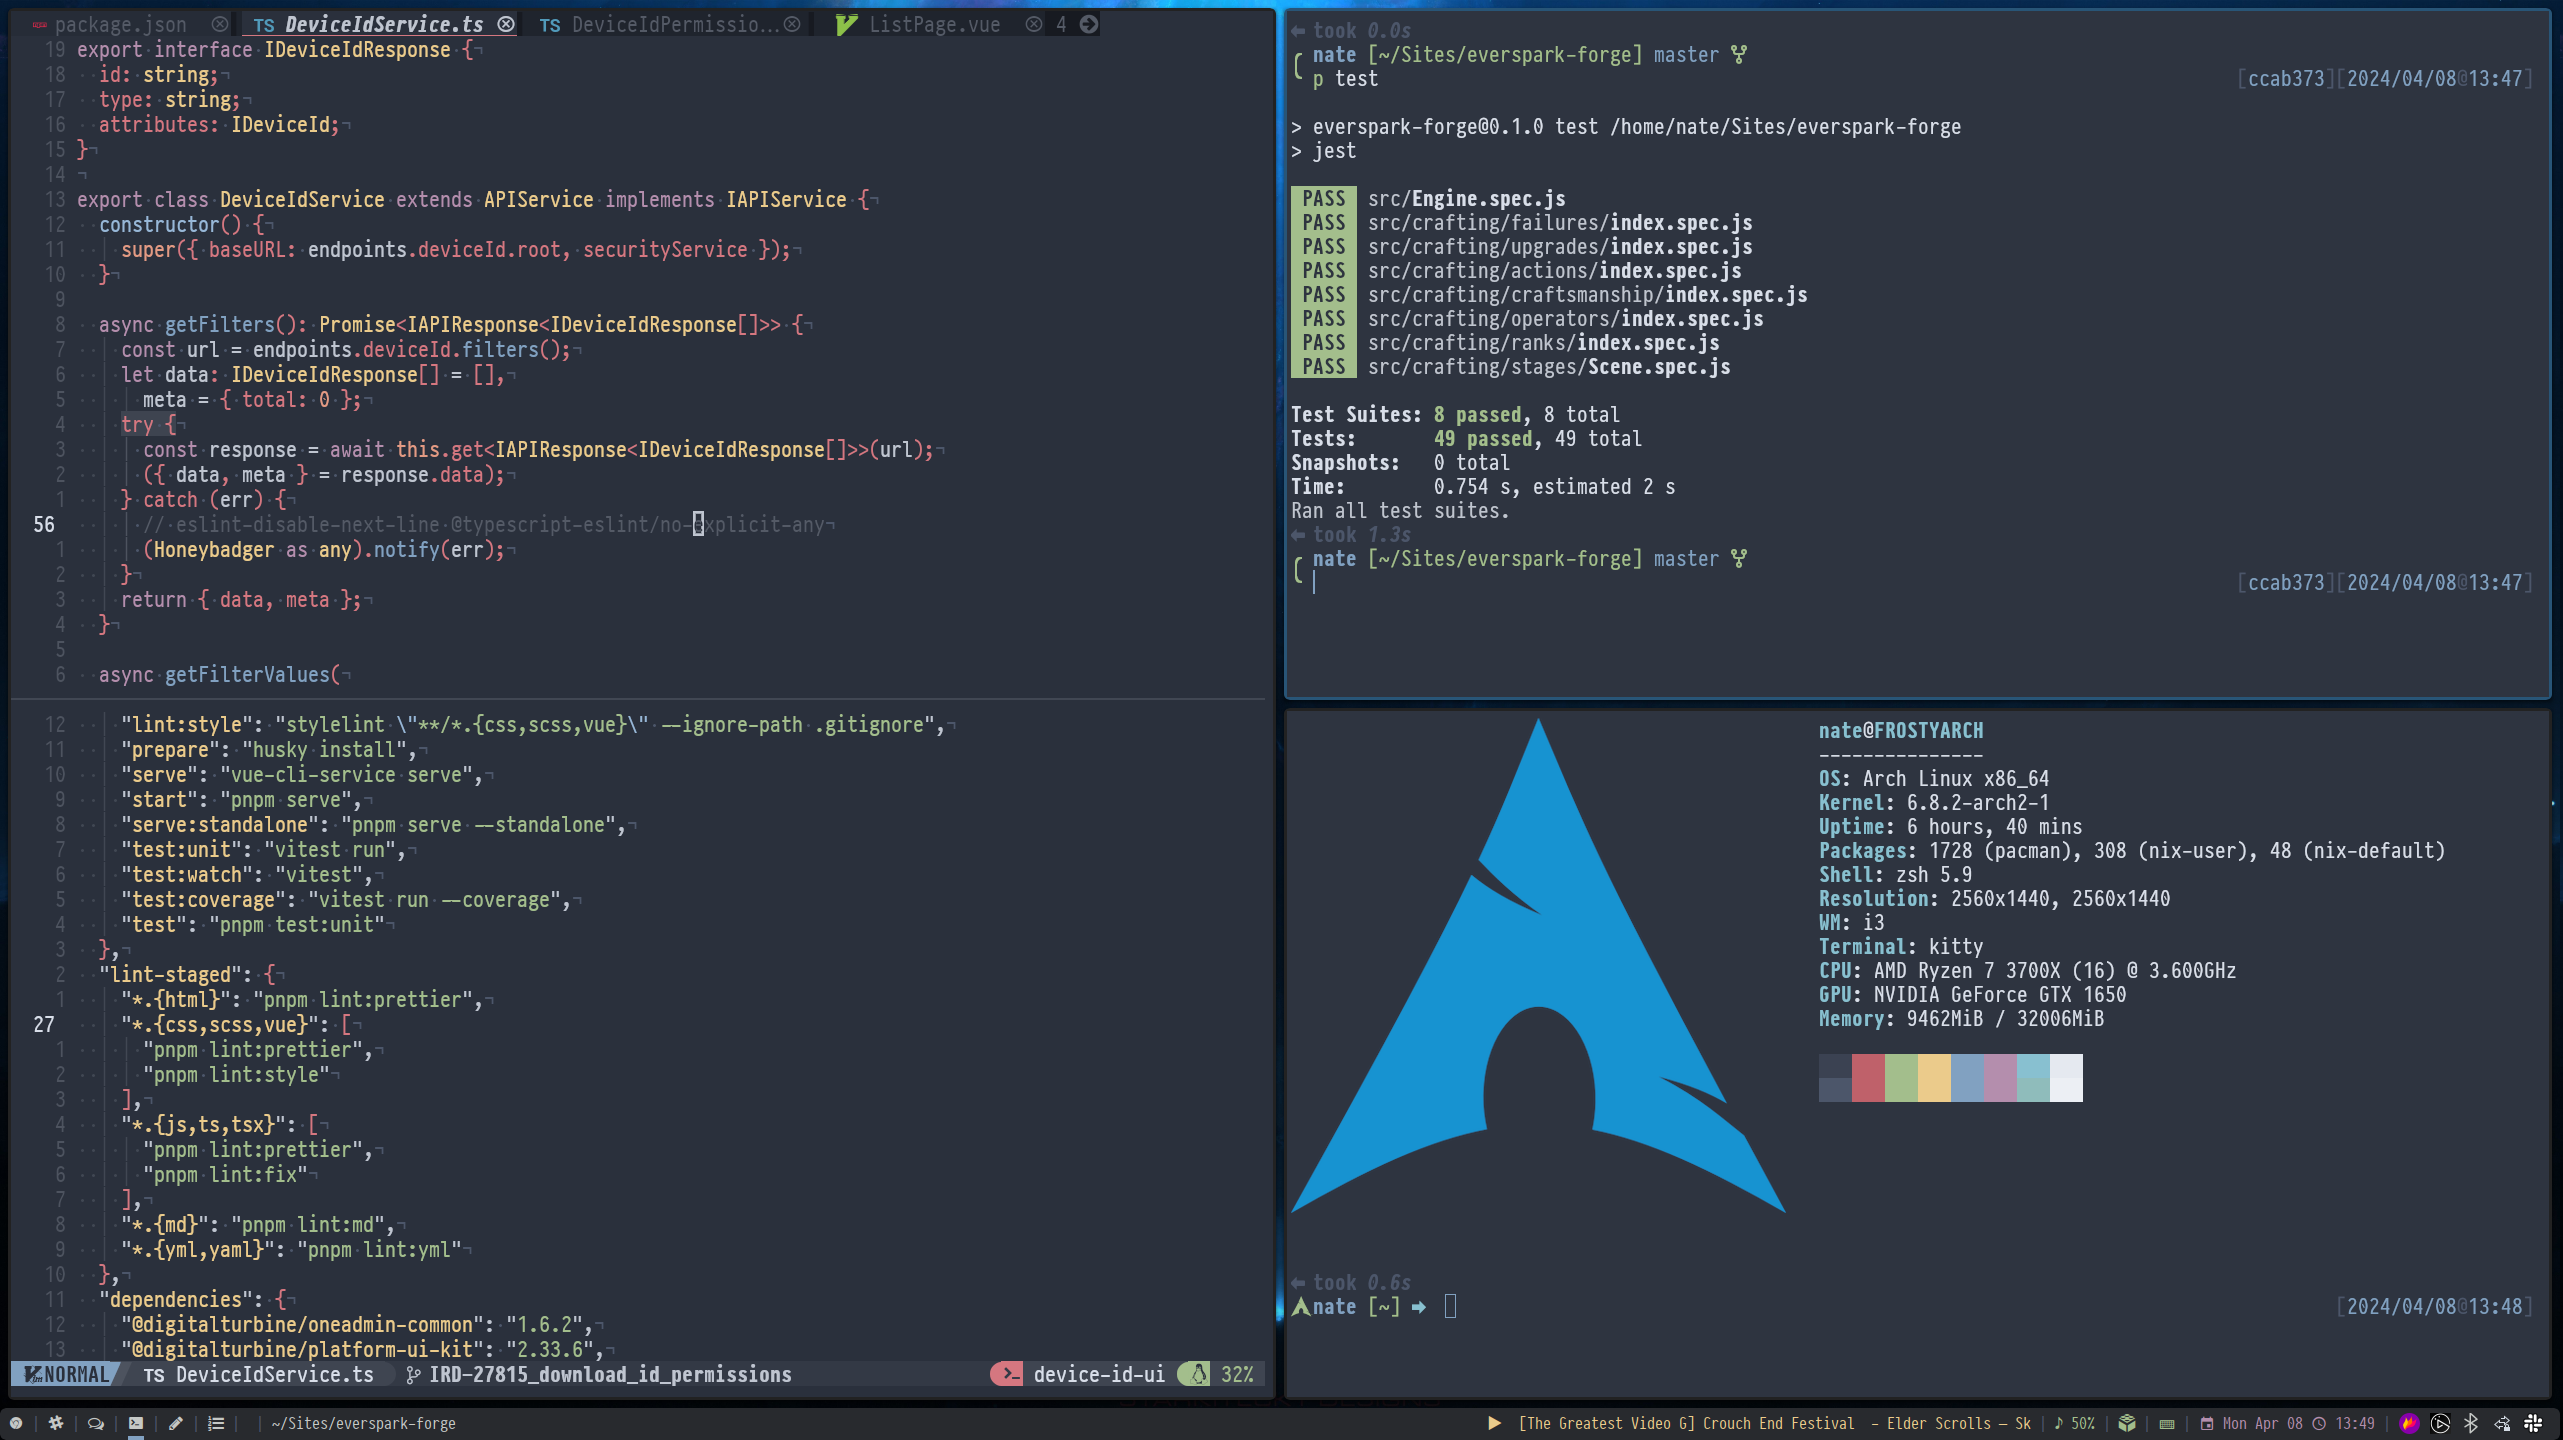 package.json DeviceIdService.ts DeviceIdPermissio... ListPage.vue 4
19 export interface IDeviceIdResponse {
18 id: string;
17 type: string;
16 attributes: IDeviceId;
15 }
14
13 export class DeviceIdService extends APIService implements IAPIService {
12 constructor() {
11 super({ baseURL: endpoints.deviceId.root, securityService });
10 }
9
8 async getFilters(): Promise<IAPIResponse<IDeviceIdResponse[]>> {
7 const url = endpoints.deviceId.filters();
6 let data: IDeviceIdResponse[] = [],
5 meta = { total: 0 };
4 try {
3 const response = await this.get<IAPIResponse<IDeviceIdResponse[]>>(url);
2 ({ data, meta } = response.data);
1 } catch (err) {
56 // eslint-disable-next-line @typescript-eslint/no-explicit-any
1 (Honeybadger as any).notify(err);
2 }
3 return { data, meta };
4 }
5
6 async getFilterValues(
12 "lint:style": "stylelint \"**/*.{css,scss,vue}\" --ignore-path .gitignore",
11 "prepare": "husky install",
10 "serve": "vue-cli-service serve",
9 "start": "pnpm serve",
8 "serve:standalone": "pnpm serve --standalone",
7 "test:unit": "vitest run",
6 "test:watch": "vitest",
5 "test:coverage": "vitest run --coverage",
4 "test": "pnpm test:unit"
3 },
2 "lint-staged": {
1 "*.{html}": "pnpm lint:prettier",
27 "*.{css,scss,vue}": [
1 "pnpm lint:prettier",
2 "pnpm lint:style"
3 ],
4 "*.{js,ts,tsx}": [
5 "pnpm lint:prettier",
6 "pnpm lint:fix"
7 ],
8 "*.{md}": "pnpm lint:md",
9 "*.{yml,yaml}": "pnpm lint:yml"
10 },
11 "dependencies": {
12 "@digitalturbine/oneadmin-common": "1.6.2",
13 "@digitalturbine/platform-ui-kit": "2.33.6",
NORMAL TS DeviceIdService.ts IRD-27815_download_id_permissions device-id-ui 32%
took 0.0s
nate [~/Sites/everspark-forge] master
p test [ccab373][2024/04/08@13:47]
> everspark-forge@0.1.0 test /home/nate/Sites/everspark-forge
> jest
PASS src/Engine.spec.js
PASS src/crafting/failures/index.spec.js
PASS src/crafting/upgrades/index.spec.js
PASS src/crafting/actions/index.spec.js
PASS src/crafting/craftsmanship/index.spec.js
PASS src/crafting/operators/index.spec.js
PASS src/crafting/ranks/index.spec.js
PASS src/crafting/stages/Scene.spec.js
Test Suites: 8 passed, 8 total
Tests: 49 passed, 49 total
Snapshots: 0 total
Time: 0.754 s, estimated 2 s
Ran all test suites.
took 1.3s
nate [~/Sites/everspark-forge] master
[ccab373][2024/04/08@13:47]
nate@FROSTYARCH
---------------
OS: Arch Linux x86_64
Kernel: 6.8.2-arch2-1
Uptime: 6 hours, 40 mins
Packages: 1728 (pacman), 308 (nix-user), 48 (nix-default)
Shell: zsh 5.9
Resolution: 2560x1440, 2560x1440
WM: i3
Terminal: kitty
CPU: AMD Ryzen 7 3700X (16) @ 3.600GHz
GPU: NVIDIA GeForce GTX 1650
Memory: 9462MiB / 32006MiB
took 0.6s
nate [~] [2024/04/08@13:48]
~/Sites/everspark-forge [The Greatest Video G] Crouch End Festival - Elder Scrolls – Sk 50% Mon Apr 08 13:49